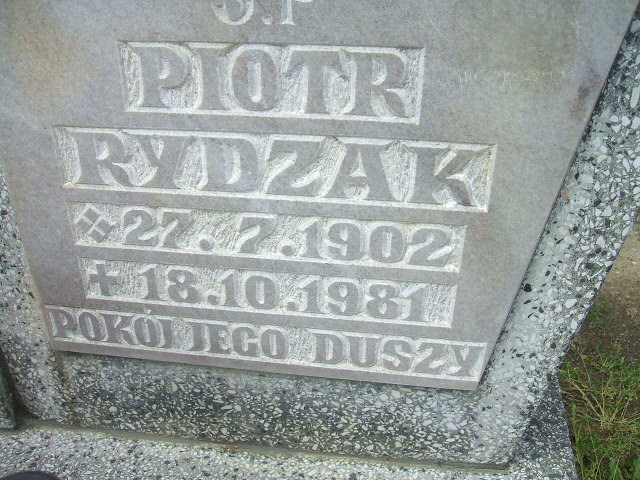 Ś.P
PIOTR
RYDZAK
27.7.1902
✝ 18.10.1981
POKÓJ JEGO DUSZY